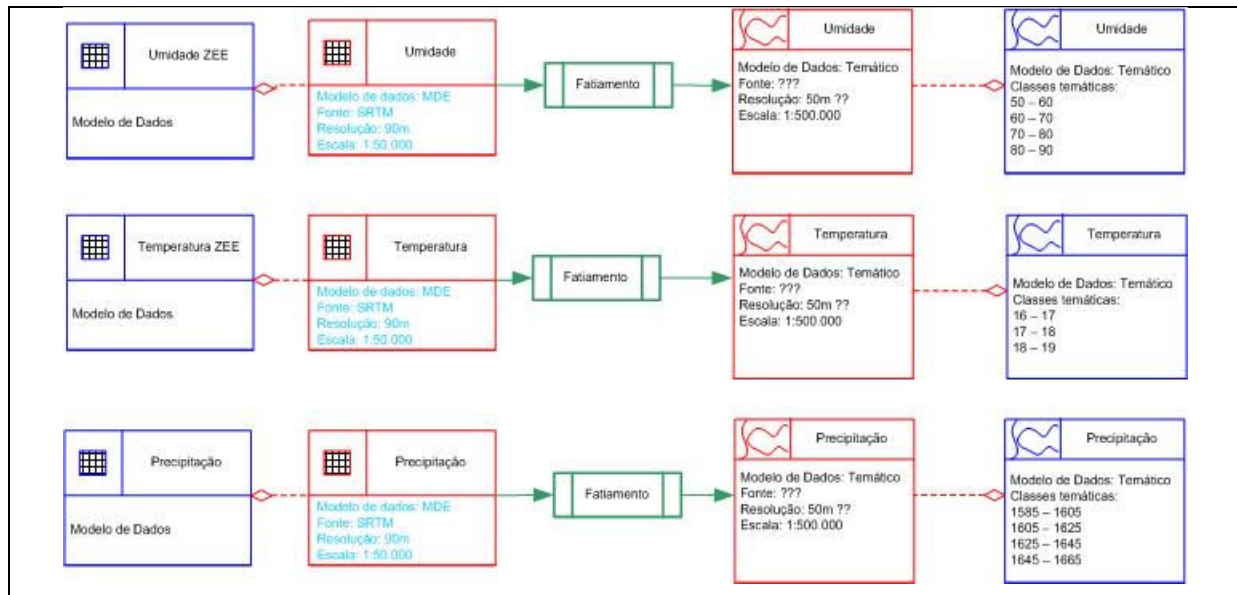 Umidade ZEE
Modelo de Dados
Umidade
Modelo de dados: MDE
Fonte: SRTM
Resolução: 90m
Escala: 1:50.000
Fatiamento
Umidade
Modelo de Dados: Temático
Fonte: ???
Resolução: 50m ??
Escala: 1:500.000
Umidade
Modelo de Dados: Temático
Classes temáticas:
50 – 60
60 – 70
70 – 80
80 – 90
Temperatura ZEE
Modelo de Dados
Temperatura
Modelo de dados: MDE
Fonte: SRTM
Resolução: 90m
Escala: 1:50.000
Fatiamento
Temperatura
Modelo de Dados: Temático
Fonte: ???
Resolução: 50m ??
Escala: 1:500.000
Temperatura
Modelo de Dados: Temático
Classes temáticas:
16 – 17
17 – 18
18 – 19
Precipitação
Modelo de Dados
Precipitação
Modelo de dados: MDE
Fonte: SRTM
Resolução: 90m
Escala: 1:50.000
Fatiamento
Precipitação
Modelo de Dados: Temático
Fonte: ???
Resolução: 50m ??
Escala: 1:500.000
Precipitação
Modelo de Dados: Temático
Classes temáticas:
1585 – 1605
1605 – 1625
1625 – 1645
1645 – 1665